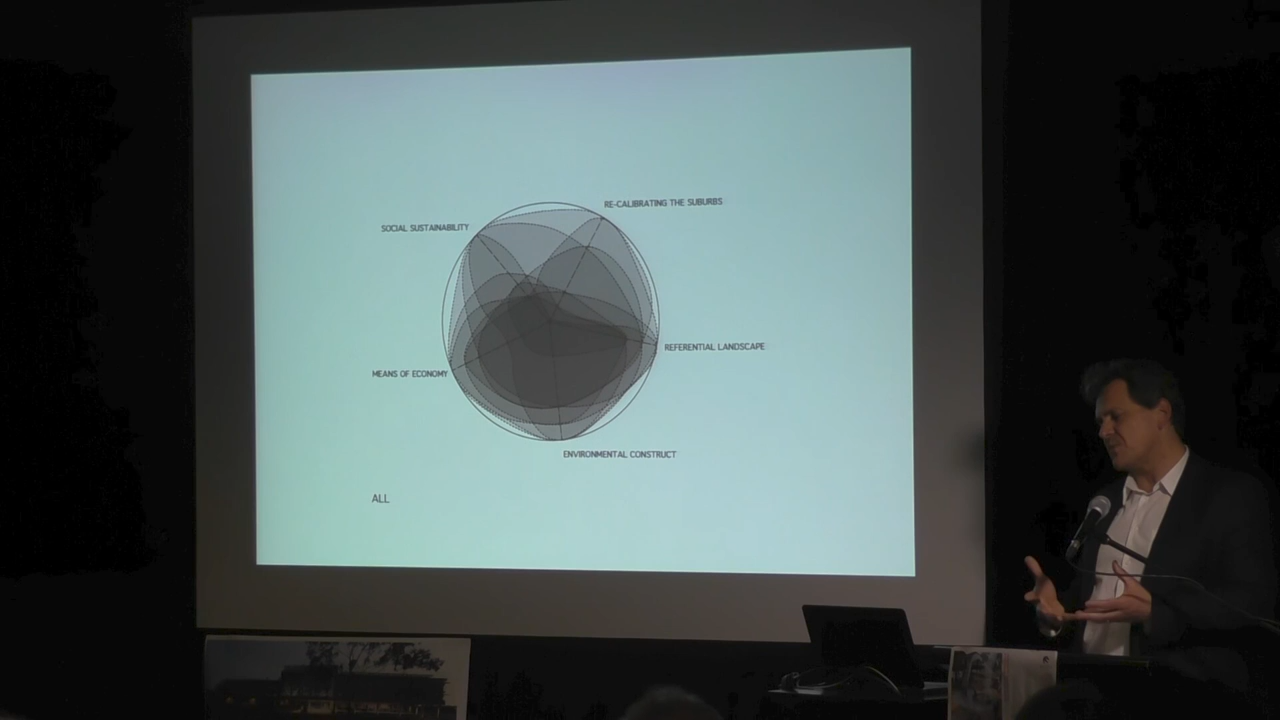 RE-CALIBRATING THE SUBURBS
SOCIAL SUSTAINABILITY
REFERENTIAL LANDSCAPE
MEANS OF ECONOMY
ENVIRONMENTAL CONSTRUCT
ALL